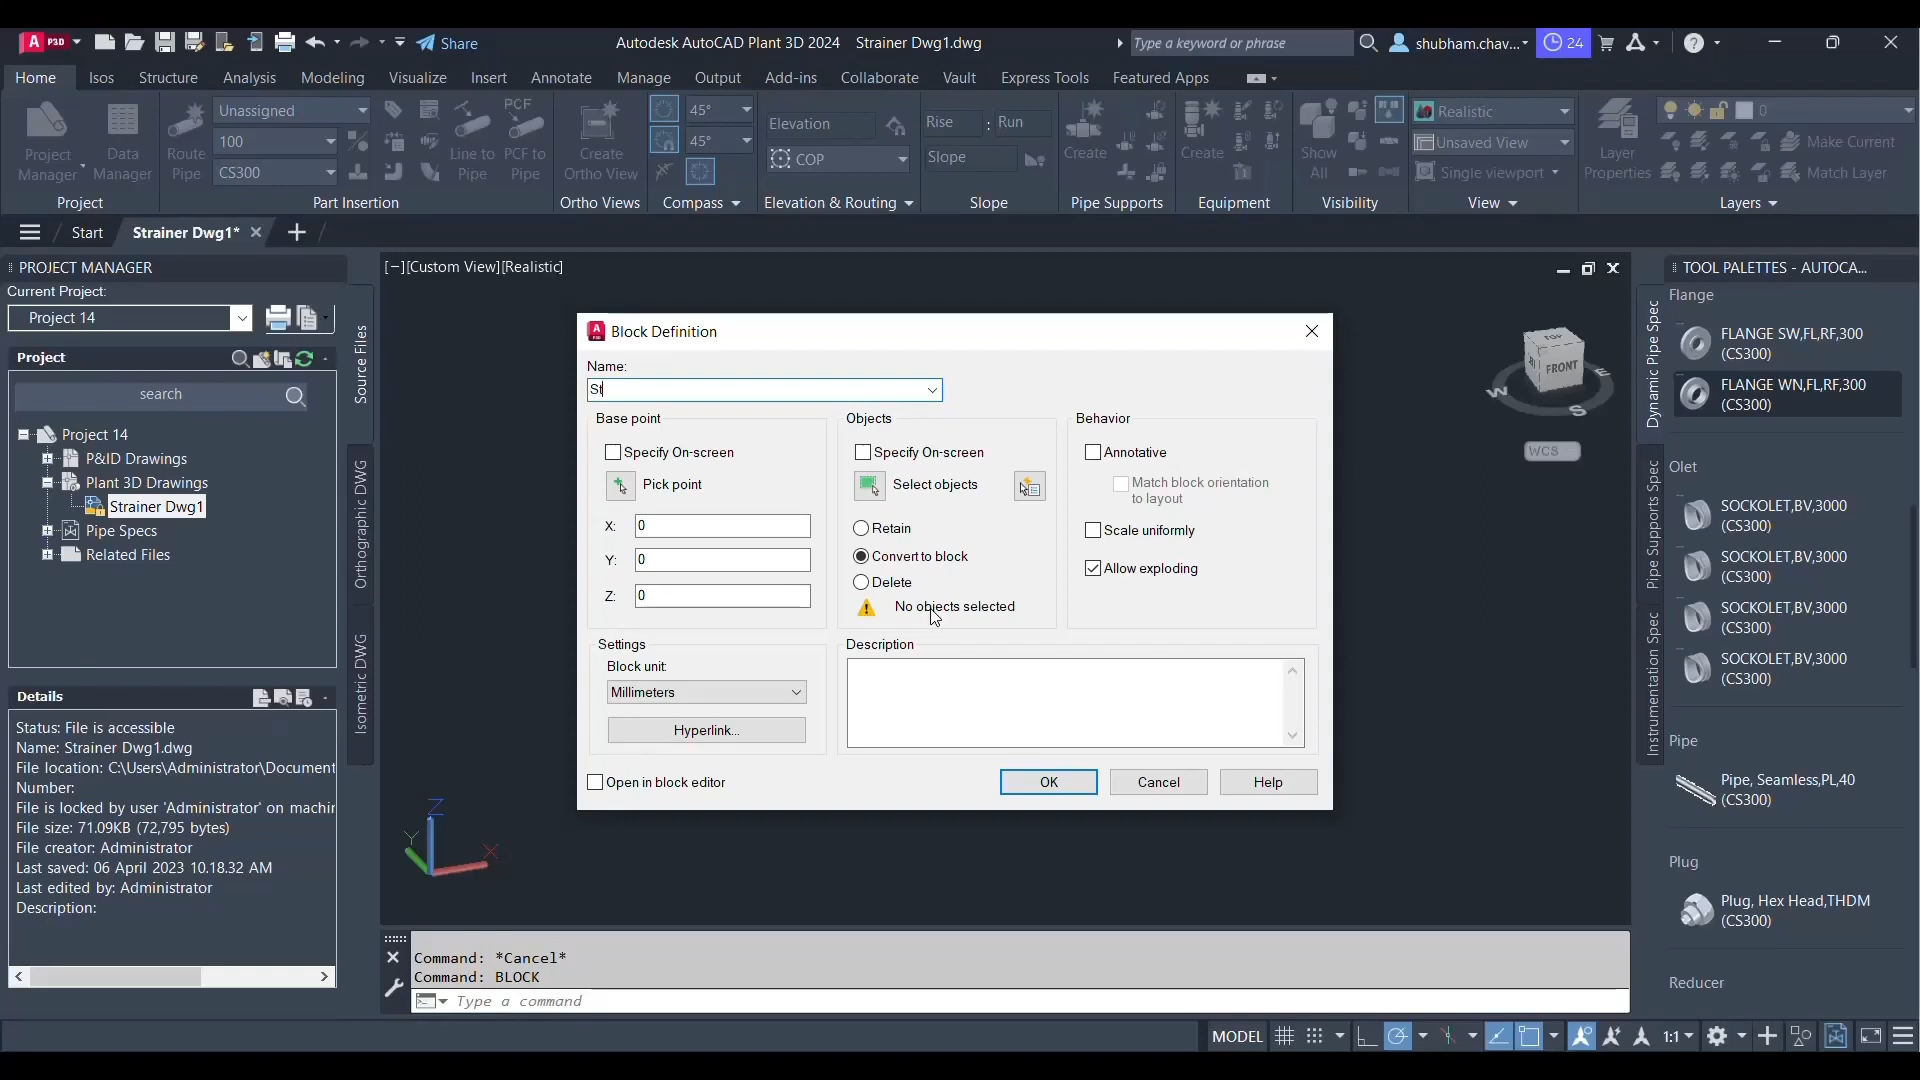 A P3D
Share
Autodesk AutoCAD Plant 3D 2024 Strainer Dwg1.dwg
Type a keyword or phrase
shubham.chav...
24
Home Isos Structure Analysis Modeling Visualize Insert Annotate Manage Output Add-ins Collaborate Vault Express Tools Featured Apps
Project Manager
Data Manager
Project
Route Pipe
Unassigned
100
CS300
Line to Pipe
PCF
PCF to Pipe
Part Insertion
Create Ortho View
Ortho Views
45°
45°
Compass
Elevation
COP
Elevation & Routing
Rise : Run
Slope
Slope
Create
Pipe Supports
Create
Equipment
Show All
Visibility
Realistic
Unsaved View
Single viewport
View
Layer Properties
0
Make Current
Match Layer
Layers
Start
Strainer Dwg1*
PROJECT MANAGER
Current Project:
Project 14
Project
search
Project 14
P&ID Drawings
Plant 3D Drawings
Strainer Dwg1
Pipe Specs
Related Files
Source Files
Orthographic DWG
Isometric DWG
Details
Status: File is accessible
Name: Strainer Dwg1.dwg
File location: C:\Users\Administrator\Document
Number:
File is locked by user 'Administrator' on machin
File size: 71.09KB (72,795 bytes)
File creator: Administrator
Last saved: 06 April 2023 10.18.32 AM
Last edited by: Administrator
Description:
[−][Custom View][Realistic]
Block Definition
Name:
St
Base point
Specify On-screen
Pick point
X: 0
Y: 0
Z: 0
Objects
Specify On-screen
Select objects
Retain
Convert to block
Delete
No objects selected
Behavior
Annotative
Match block orientation
to layout
Scale uniformly
Allow exploding
Settings
Block unit:
Millimeters
Hyperlink...
Description
Open in block editor
OK
Cancel
Help
TOP
FRONT
W
S
WCS
Z
Y
X
Command: *Cancel*
Command: BLOCK
Type a command
TOOL PALETTES - AUTOCA...
Dynamic Pipe Spec
Pipe Supports Spec
Instrumentation Spec
Flange
FLANGE SW,FL,RF,300
(CS300)
FLANGE WN,FL,RF,300
(CS300)
Olet
SOCKOLET,BV,3000
(CS300)
SOCKOLET,BV,3000
(CS300)
SOCKOLET,BV,3000
(CS300)
SOCKOLET,BV,3000
(CS300)
Pipe
Pipe, Seamless,PL,40
(CS300)
Plug
Plug, Hex Head,THDM
(CS300)
Reducer
MODEL
1:1